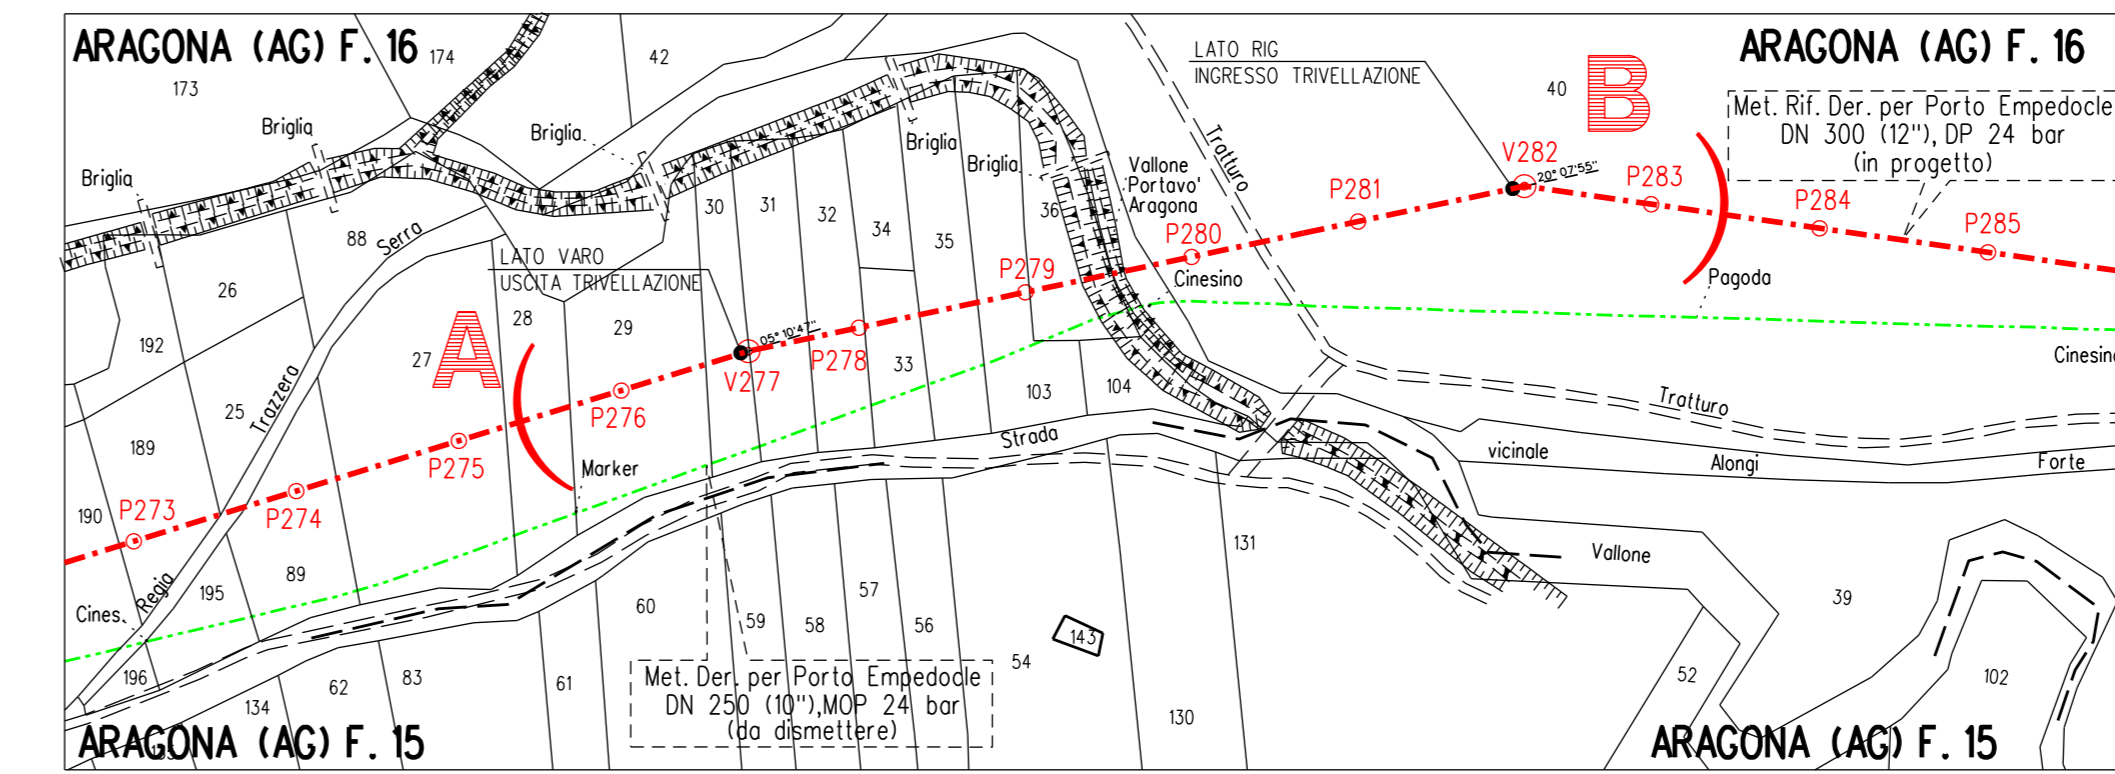 ARAGONA (AG) F. 16
ARAGONA (AG) F. 16
173
174
42
LATO RIG
INGRESSO TRIVELLAZIONE
40
B
Met. Rif. Der. per Porto Empedocle
DN 300 (12"), DP 24 bar
(in progetto)
Briglia
Briglia
Briglia
Briglia
Briglia
Vallone
Portavo'
Aragona
Tratturo
V282
20° 07'55"
P283
P284
P285
P281
P280
P279
Cinesino
Pagoda
Cinesino
88
Serra
26
30
31
32
34
35
36
LATO VARO
USCITA TRIVELLAZIONE
05° 10'47"
28
29
A
27
192
25
Trazzera
189
190
P273
P274
P275
P276
V277
P278
33
103
104
Marker
Strada
Tratturo
vicinale
Alongi
Forte
Regia
Cines.
195
89
196
134
62
83
61
60
59
58
57
56
54
143
131
130
Vallone
39
52
102
Met. Der. per Porto Empedocle
DN 250 (10"),MOP 24 bar
(da dismettere)
ARAGONA (AG) F. 15
ARAGONA (AG) F. 15